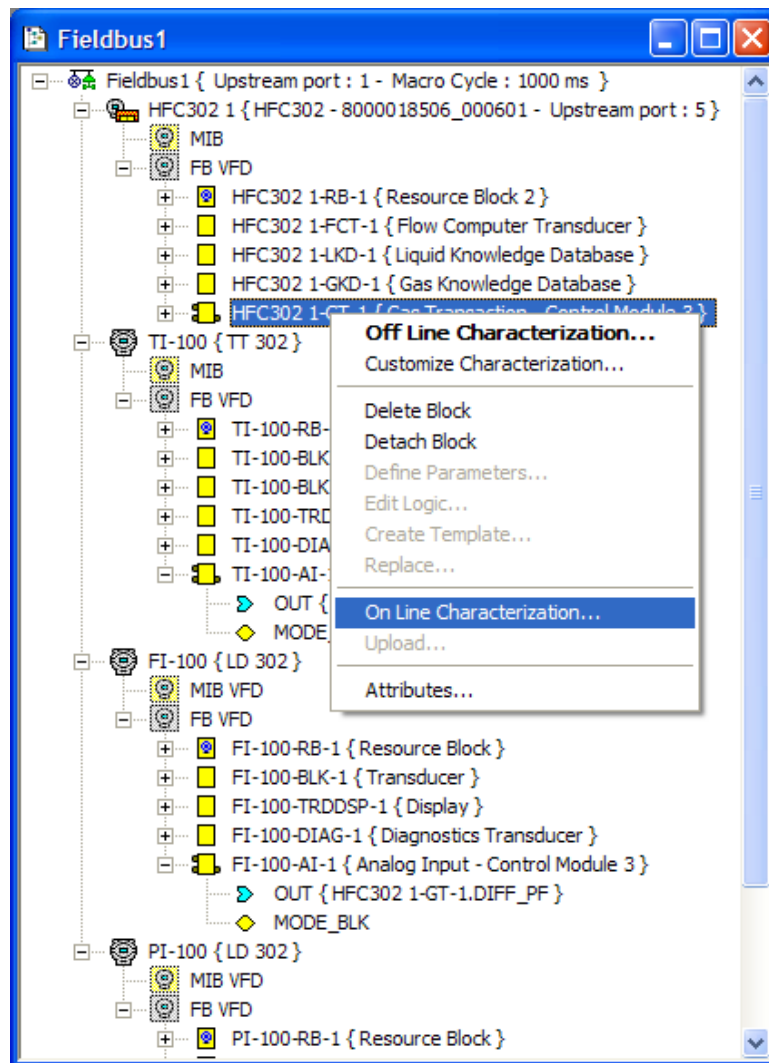 Fieldbus1
Fieldbus1 { Upstream port : 1 - Macro Cycle : 1000 ms }
HFC302 1 { HFC302 - 8000018506_000601 - Upstream port : 5 }
MIB
FB VFD
HFC302 1-RB-1 { Resource Block 2 }
HFC302 1-FCT-1 { Flow Computer Transducer }
HFC302 1-LKD-1 { Liquid Knowledge Database }
HFC302 1-GKD-1 { Gas Knowledge Database }
HFC302 1-GT-1 { Gas Transaction - Control Module 3 }
Off Line Characterization...
Customize Characterization...
Delete Block
Detach Block
Define Parameters...
Edit Logic...
Create Template...
Replace...
On Line Characterization...
Upload...
Attributes...
TI-100 { TT 302 }
MIB
FB VFD
TI-100-RB-
TI-100-BLK
TI-100-BLK
TI-100-TRD
TI-100-DIA
TI-100-AI-
OUT {
MODE_
FI-100 { LD 302 }
MIB VFD
FB VFD
FI-100-RB-1 { Resource Block }
FI-100-BLK-1 { Transducer }
FI-100-TRDDSP-1 { Display }
FI-100-DIAG-1 { Diagnostics Transducer }
FI-100-AI-1 { Analog Input - Control Module 3 }
OUT { HFC302 1-GT-1.DIFF_PF }
MODE_BLK
PI-100 { LD 302 }
MIB VFD
FB VFD
PI-100-RB-1 { Resource Block }